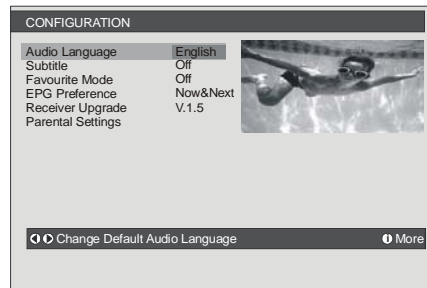 CONFIGURATION
Audio Language English
Subtitle Off
Favourite Mode Off
EPG Preference Now&Next
Receiver Upgrade V.1.5
Parental Settings
Change Default Audio Language More